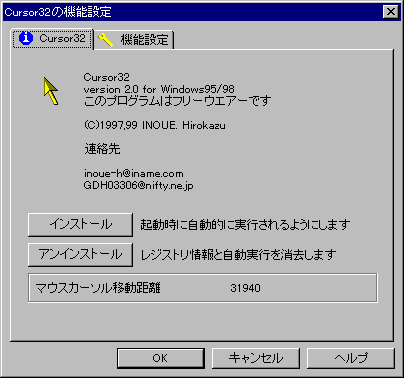 Cursor32の機能設定
Cursor32 機能設定
Cursor32
version 2.0 for Windows95/98
このプログラムはフリーウエアーです
(C)1997,99 INOUE. Hirokazu
連絡先
inoue-h@iname.com
GDH03306@nifty.ne.jp
インストール 起動時に自動的に実行されるようにします
アンインストール レジストリ情報と自動実行を消去します
マウスカーソル移動距離 31940
OK キャンセル ヘルプ